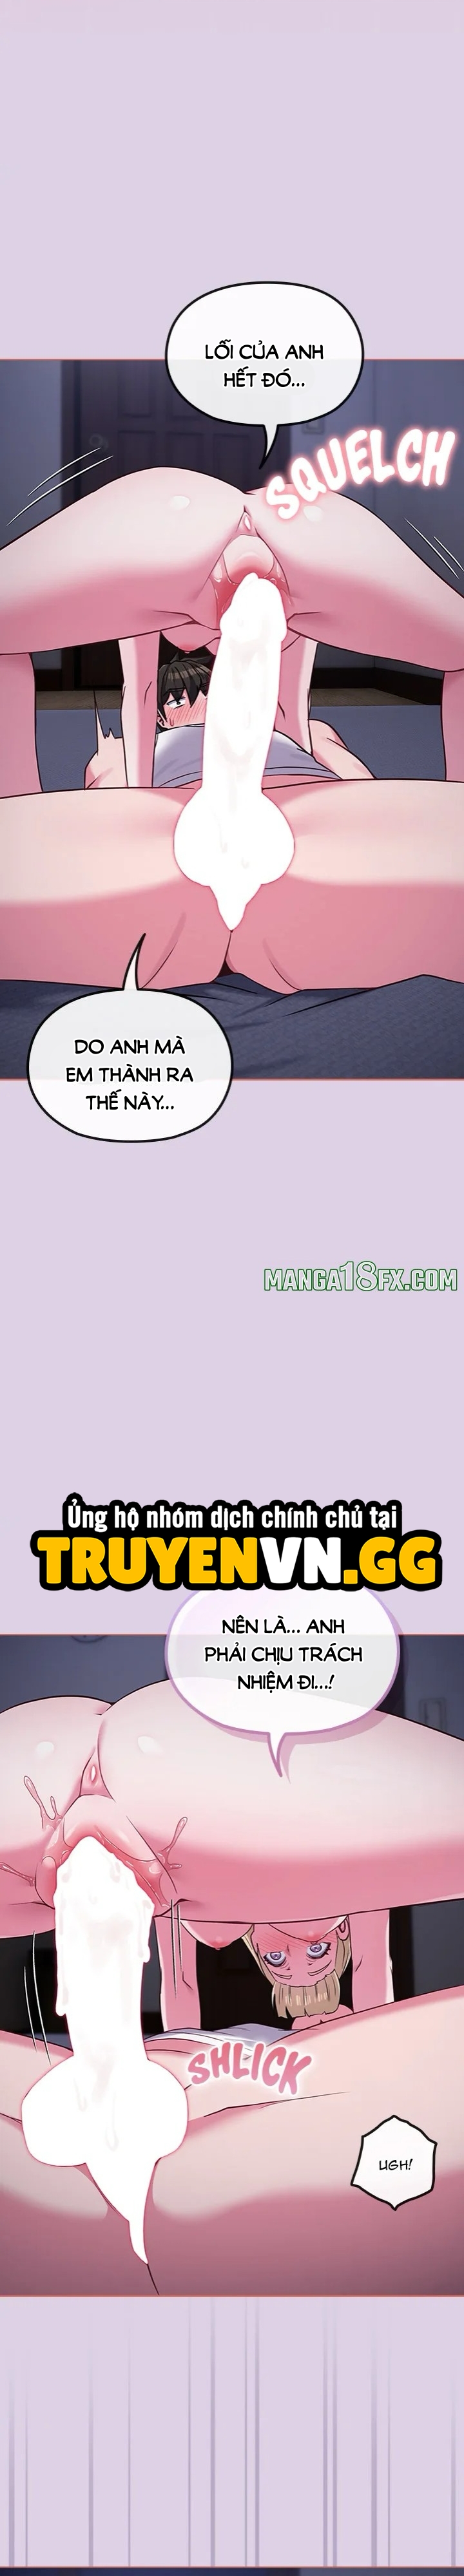 LỖI CỦA ANH
HẾT ĐÓ...
SQUELCH
DO ANH MÀ
EM THÀNH RA
THẾ NÀY...
MANGA18FX.COM
Ủng hộ nhóm dịch chính chủ tại
TRUYENVN.GG
NÊN LÀ... ANH
PHẢI CHỊU TRÁCH
NHIỆM ĐI...!
SHLICK
UGH!